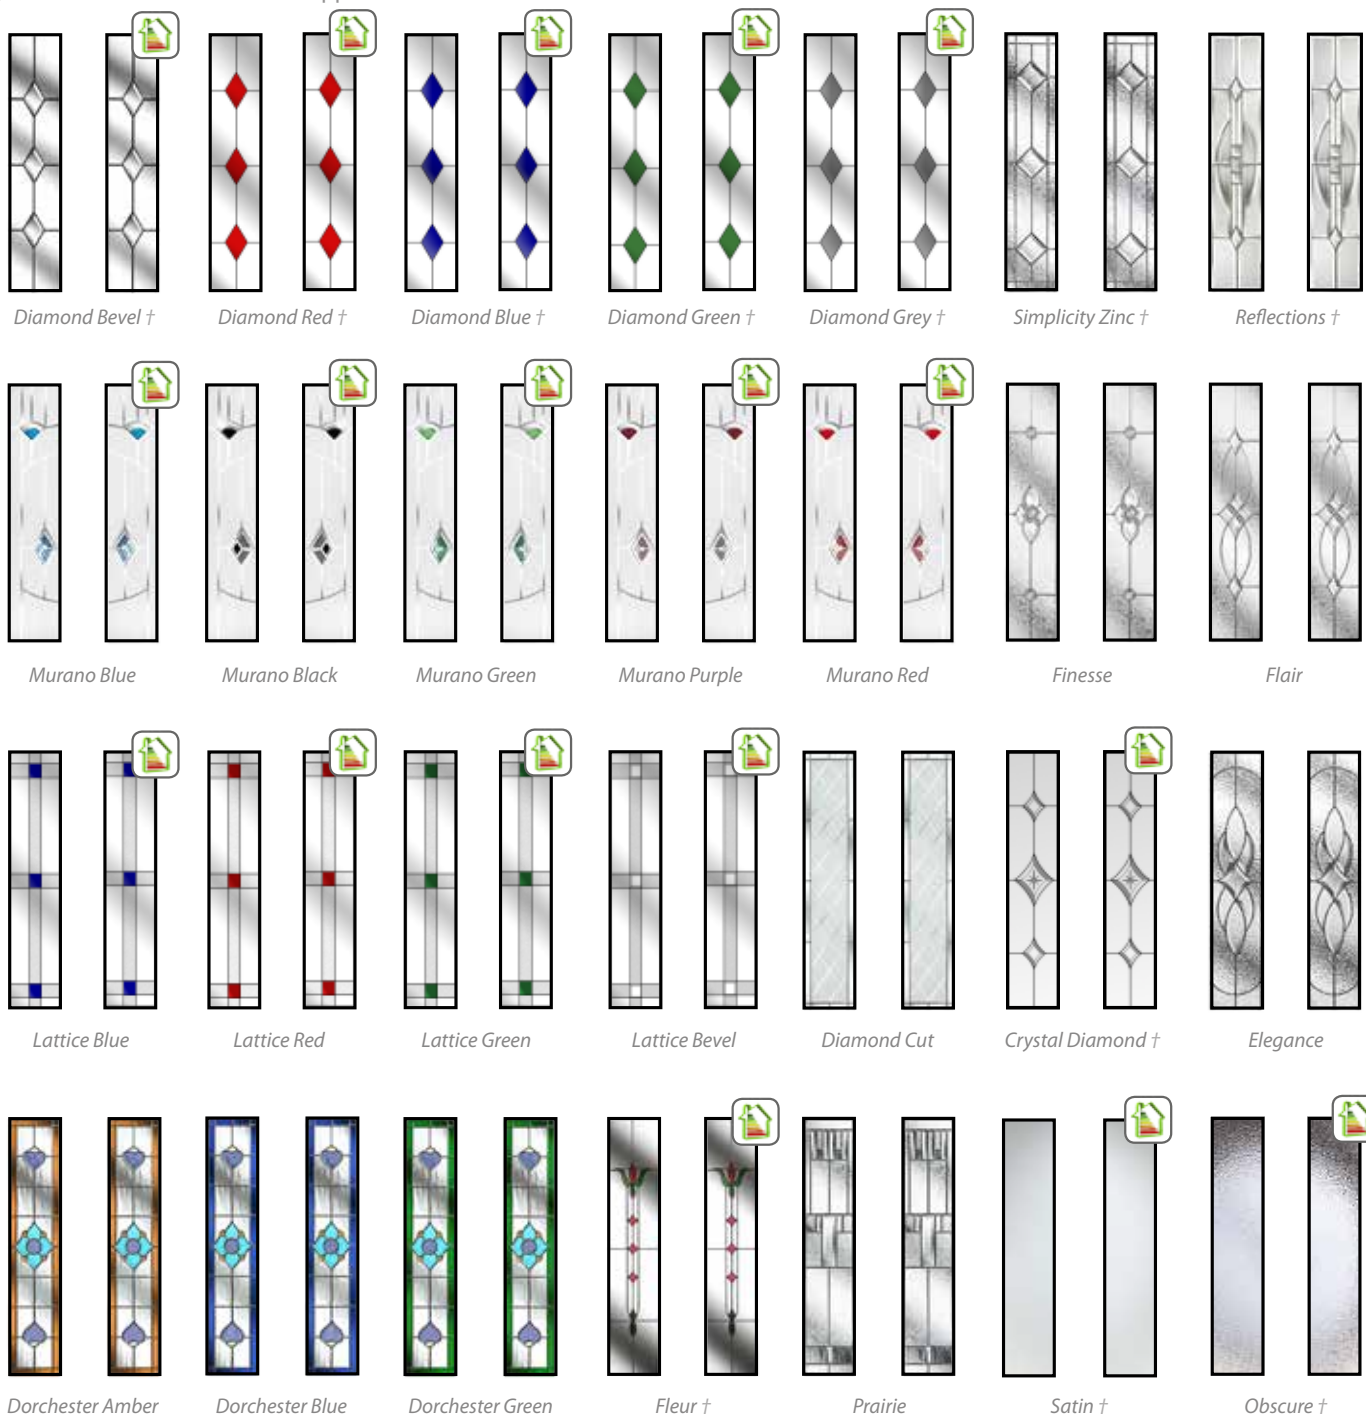 Diamond Bevel †
Diamond Red †
Diamond Blue †
Diamond Green †
Diamond Grey †
Simplicity Zinc †
Reflections †
Murano Blue
Murano Black
Murano Green
Murano Purple
Murano Red
Finesse
Flair
Lattice Blue
Lattice Red
Lattice Green
Lattice Bevel
Diamond Cut
Crystal Diamond †
Elegance
Dorchester Amber
Dorchester Blue
Dorchester Green
Fleur †
Prairie
Satin †
Obscure †